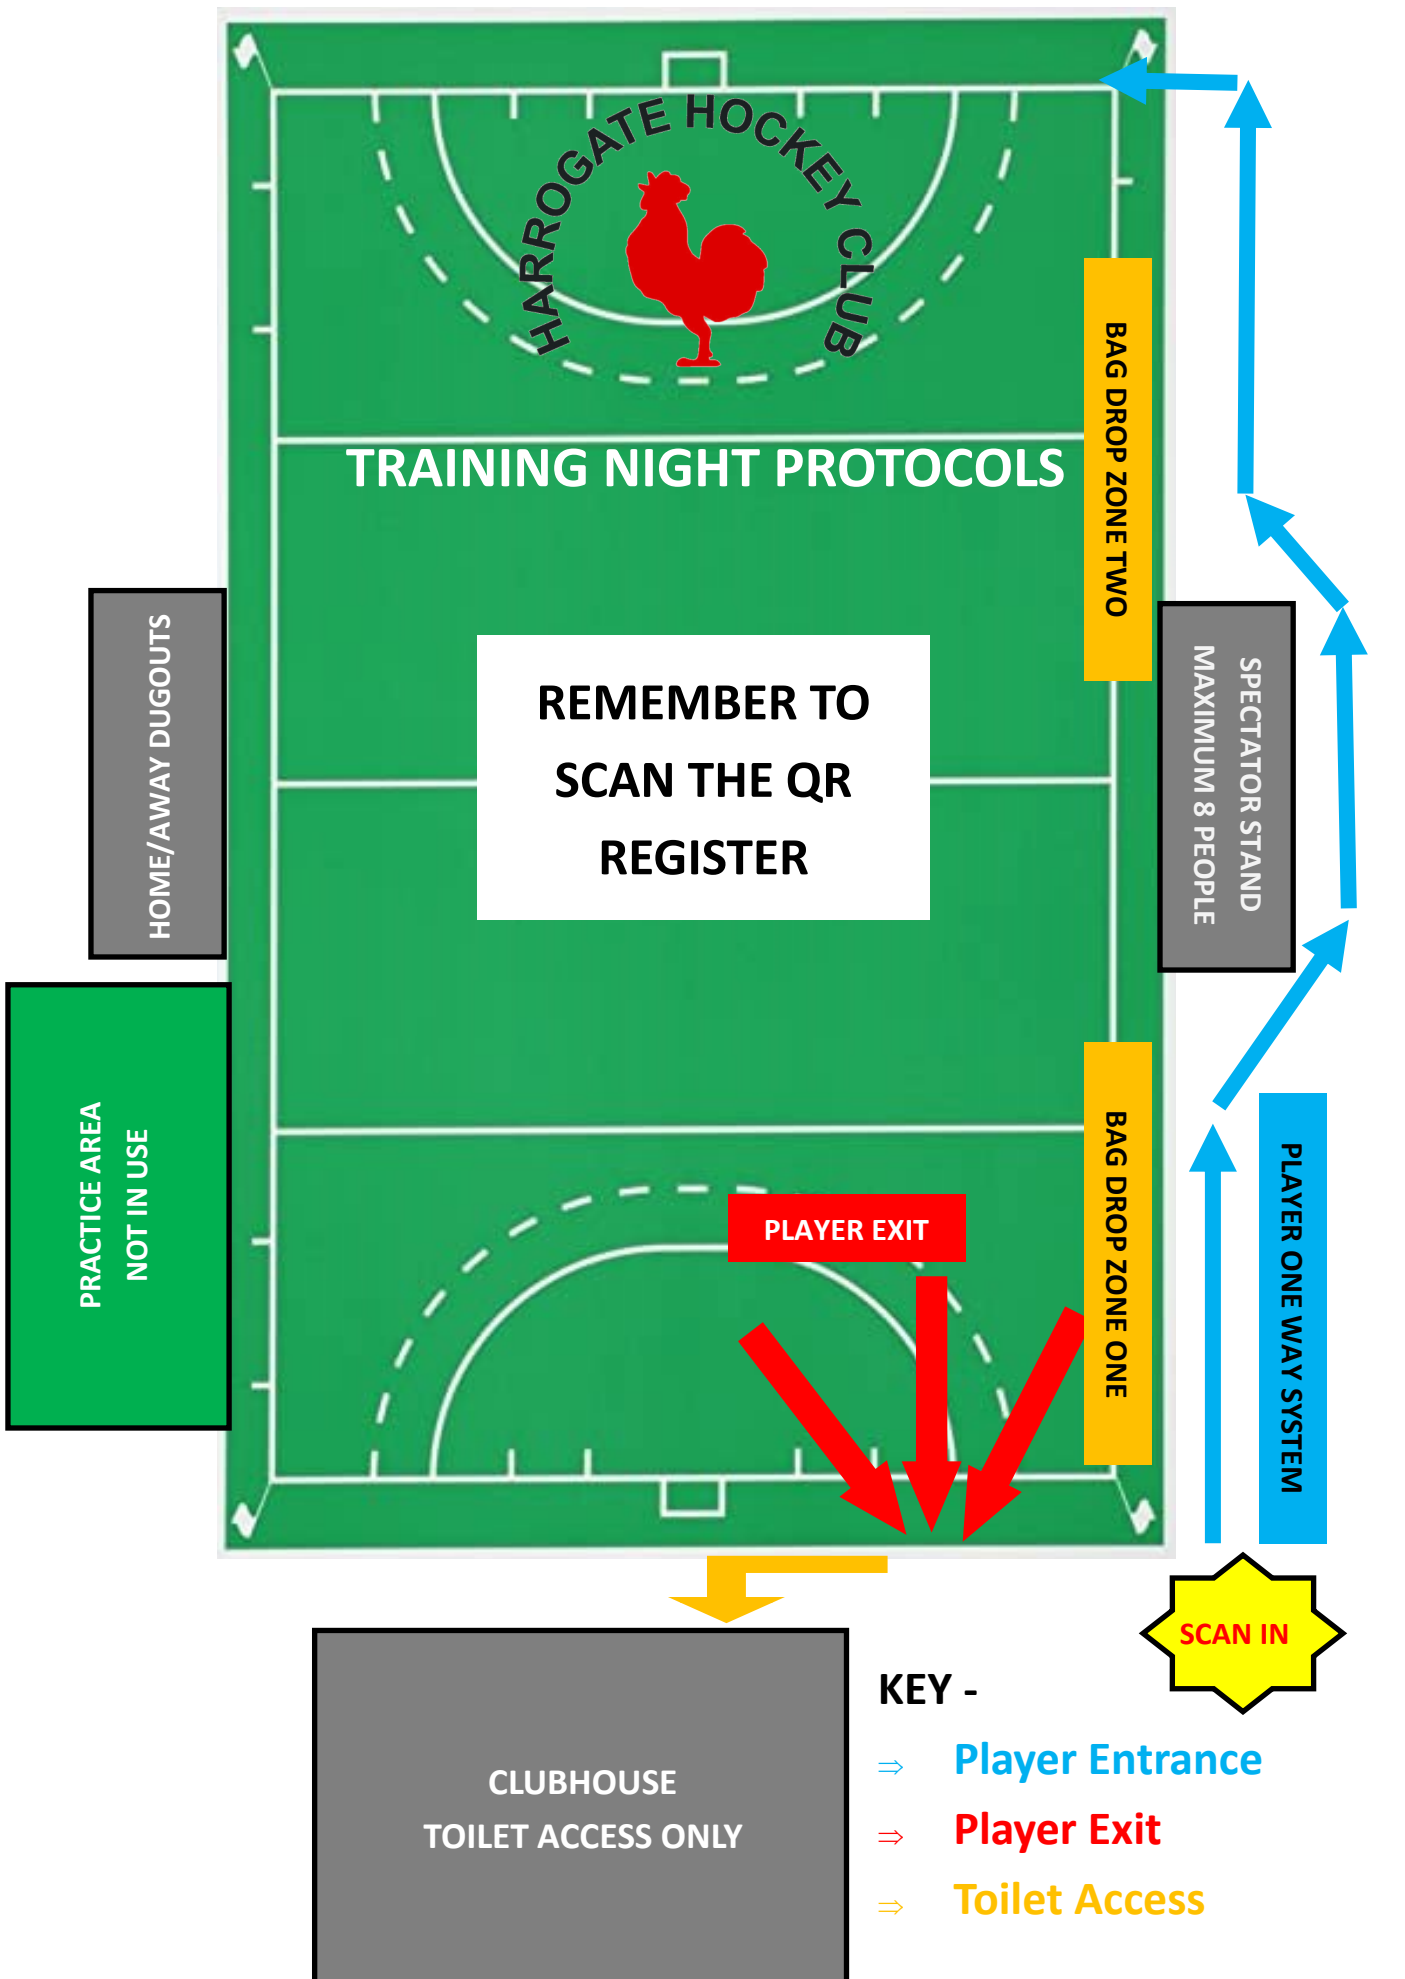 HARROGATE HOCKEY CLUB
TRAINING NIGHT PROTOCOLS
BAG DROP ZONE TWO
HOME/AWAY DUGOUTS
REMEMBER TO
SCAN THE QR
REGISTER
SPECTATOR STAND
MAXIMUM 8 PEOPLE
PRACTICE AREA
NOT IN USE
PLAYER EXIT
BAG DROP ZONE ONE
PLAYER ONE WAY SYSTEM
SCAN IN
CLUBHOUSE
TOILET ACCESS ONLY
KEY -
⇒ Player Entrance
⇒ Player Exit
⇒ Toilet Access